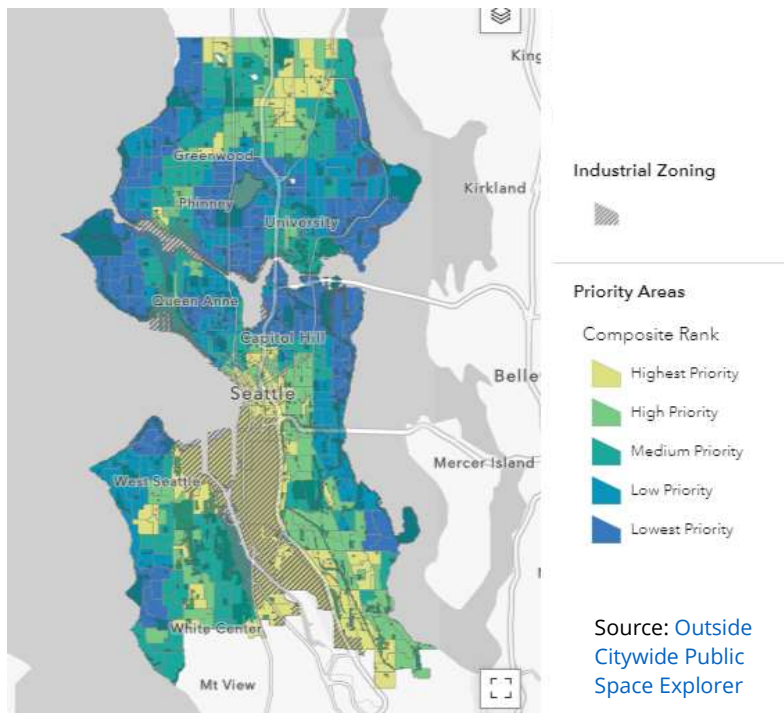 King
Greenwood
Kirkland
Phinney
University
Queen Anne
Capitol Hill
Seattle
Belle
Mercer Island
West Seattle
White Center
Mt View
Industrial Zoning
Priority Areas
Composite Rank
Highest Priority
High Priority
Medium Priority
Low Priority
Lowest Priority
Source: Outside
Citywide Public
Space Explorer